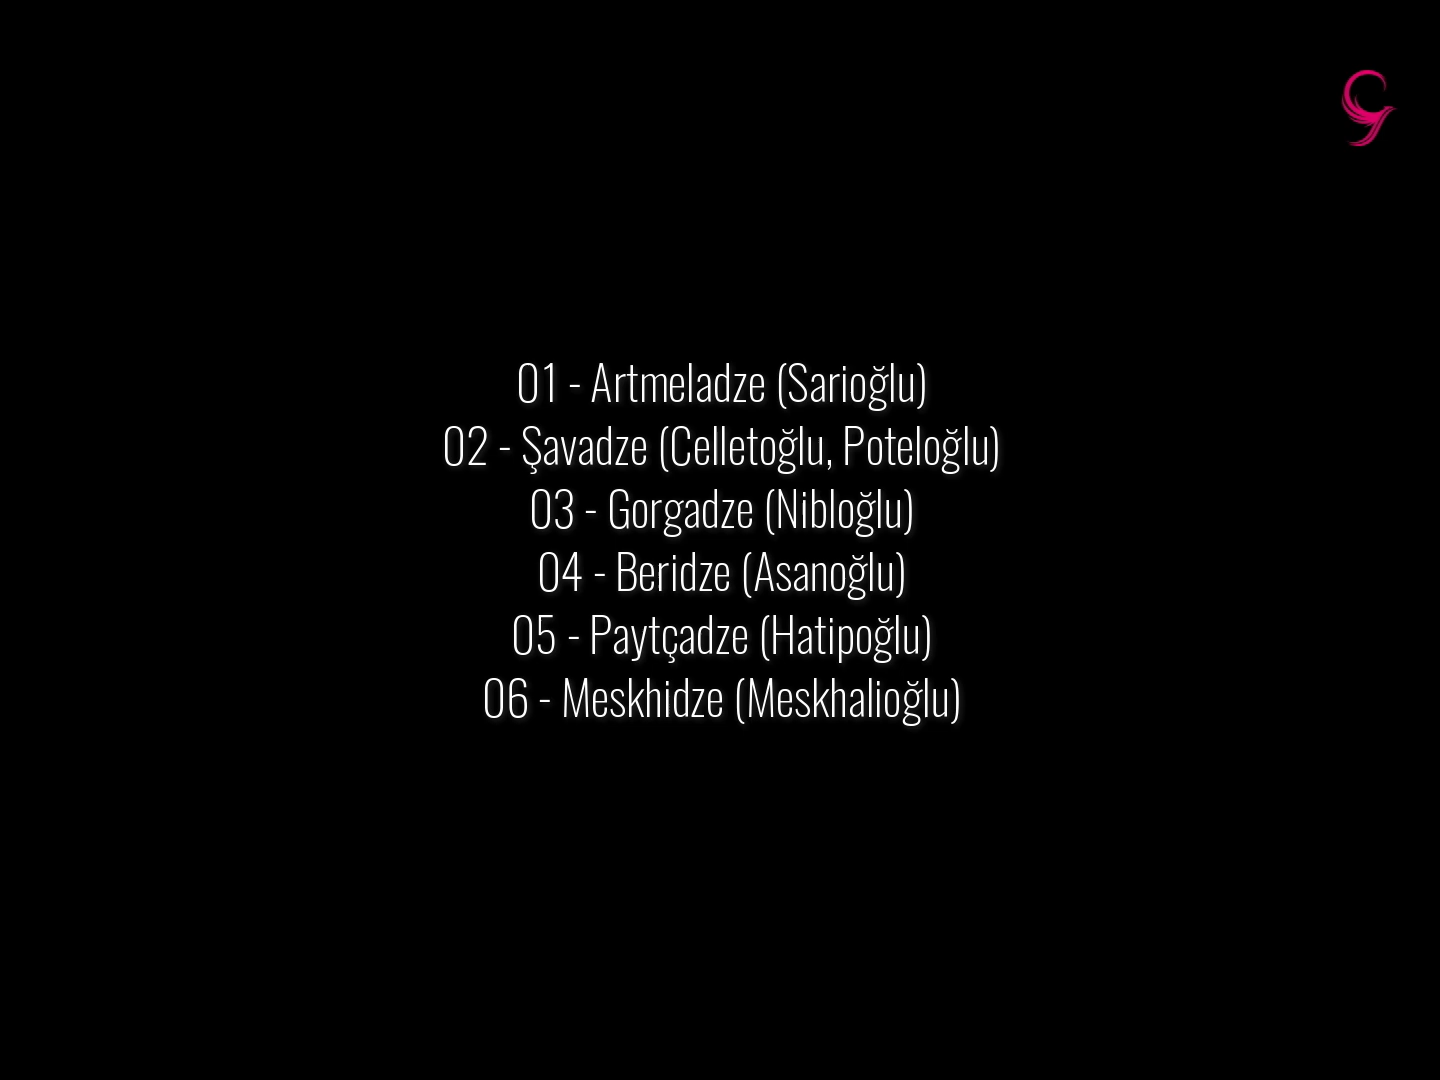 01 - Artmeladze (Sarioğlu)
02 - Şavadze (Celletoğlu, Poteloğlu)
03 - Gorgadze (Nibloğlu)
04 - Beridze (Asanoğlu)
05 - Paytçadze (Hatipoğlu)
06 - Meskhidze (Meskhalioğlu)